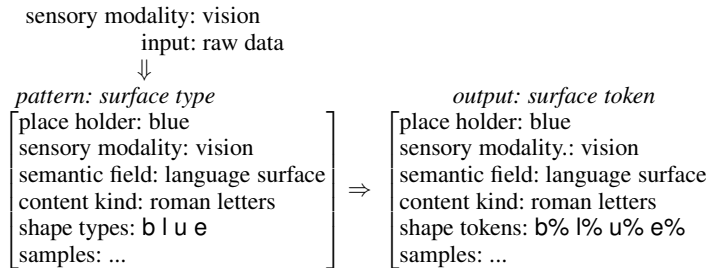 sensory modality: vision
input: raw data
⇓
pattern: surface type output: surface token
place holder: blue place holder: blue
sensory modality: vision sensory modality.: vision
semantic field: language surface ⇒ semantic field: language surface
content kind: roman letters content kind: roman letters
shape types: b l u e shape tokens: b% l% u% e%
samples: ... samples: ...